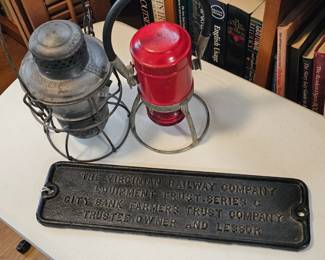 THE VIRGINIAN RAILWAY COMPANY
EQUIPMENT TRUST-SERIES C
CITY BANK FARMERS TRUST COMPANY
TRUSTEE OWNER AND LESSOR